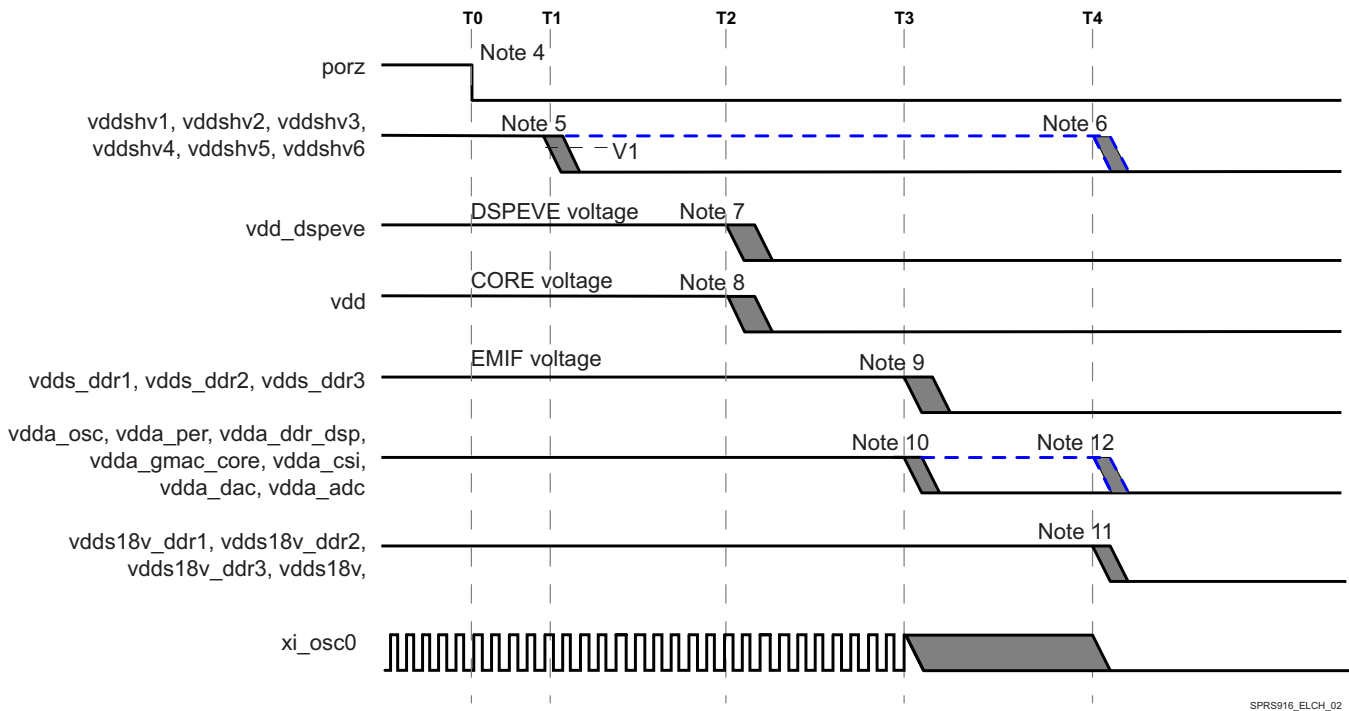 T0 T1 T2 T3 T4
Note 4
porz
vddshv1, vddshv2, vddshv3,
vddshv4, vddshv5, vddshv6
Note 5
Note 6
V1
DSPEVE voltage
Note 7
vdd_dspeve
CORE voltage
Note 8
vdd
EMIF voltage
Note 9
vdds_ddr1, vdds_ddr2, vdds_ddr3
vdda_osc, vdda_per, vdda_ddr_dsp,
vdda_gmac_core, vdda_csi,
vdda_dac, vdda_adc
Note 10
Note 12
Note 11
vdds18v_ddr1, vdds18v_ddr2,
vdds18v_ddr3, vdds18v,
xi_osc0
SPRS916_ELCH_02